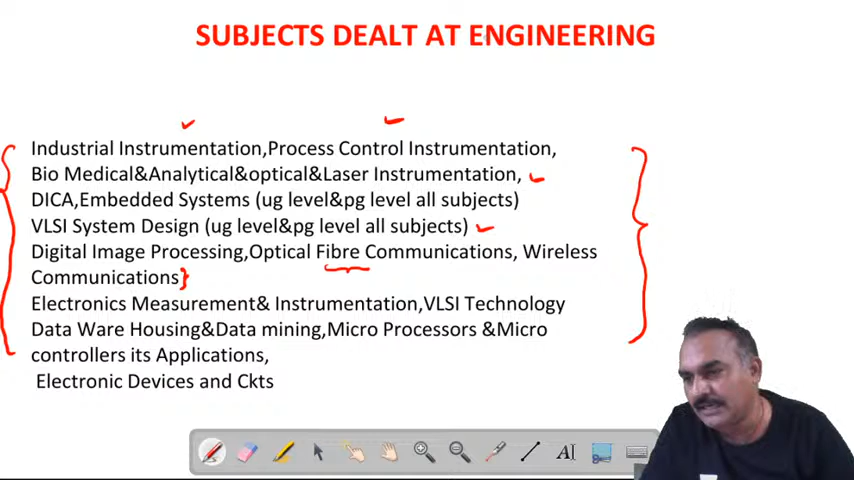 SUBJECTS DEALT AT ENGINEERING
Industrial Instrumentation,Process Control Instrumentation,
Bio Medical&Analytical&optical&Laser Instrumentation,
DICA,Embedded Systems (ug level&pg level all subjects)
VLSI System Design (ug level&pg level all subjects)
Digital Image Processing,Optical Fibre Communications, Wireless
Communications
Electronics Measurement& Instrumentation,VLSI Technology
Data Ware Housing&Data mining,Micro Processors &Micro
controllers its Applications,
Electronic Devices and Ckts